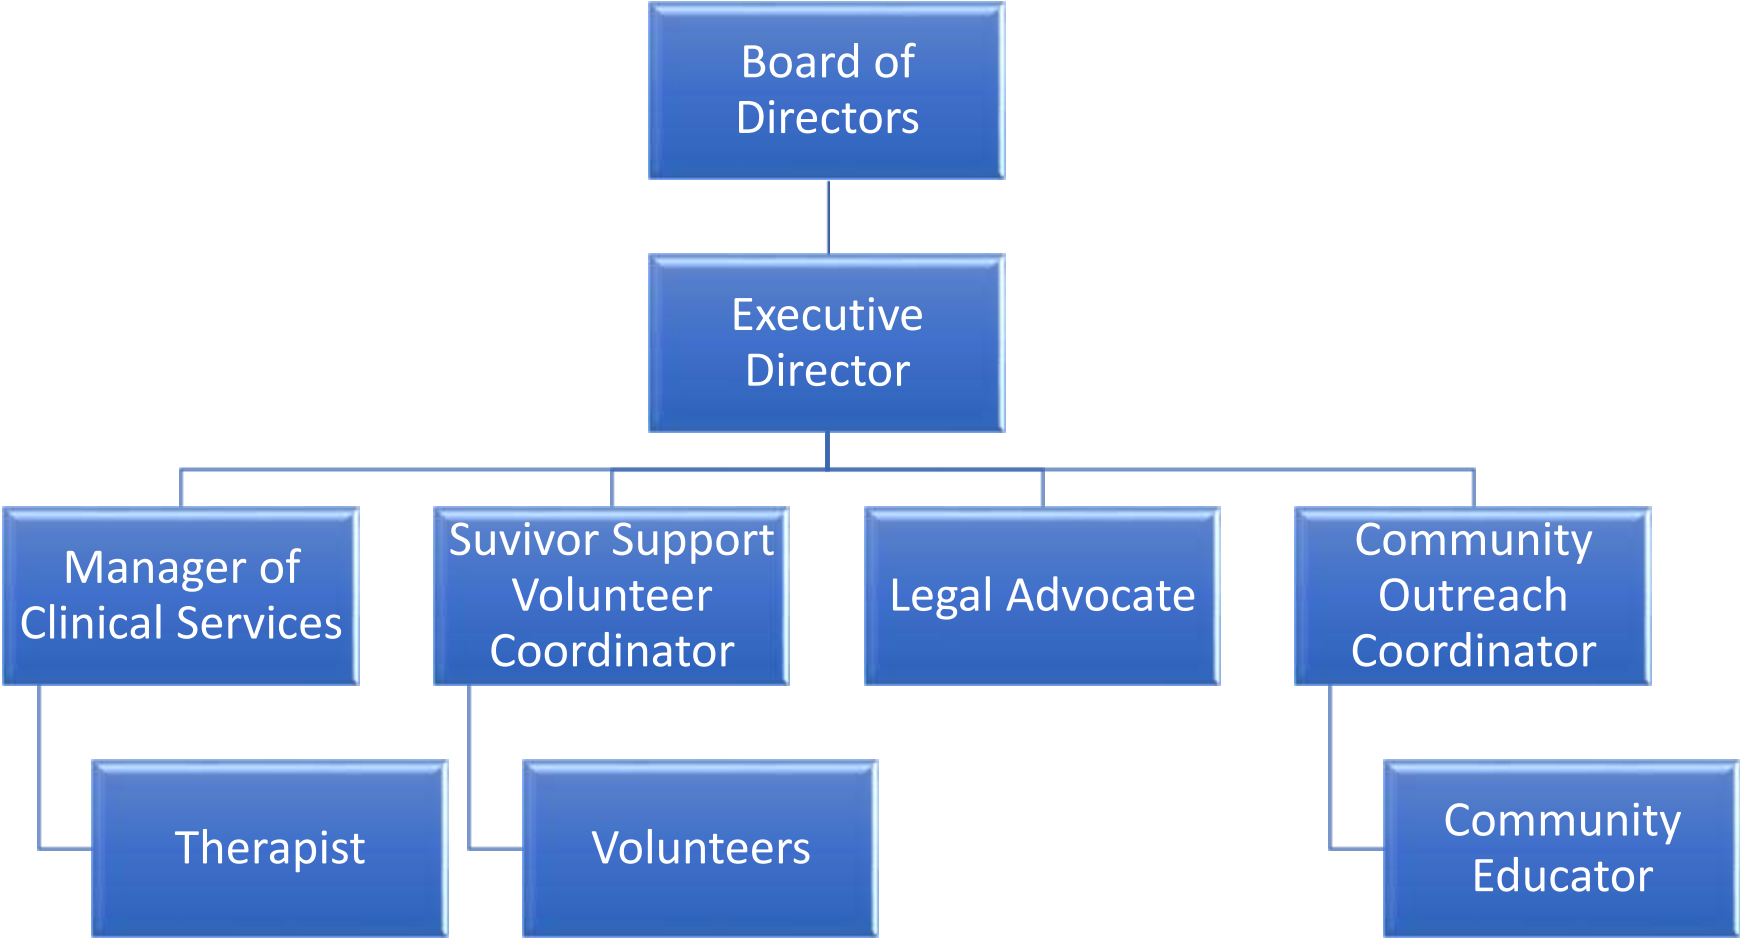 Board of
Directors
Executive
Director
Manager of
Clinical Services
Suvivor Support
Volunteer
Coordinator
Legal Advocate
Community
Outreach
Coordinator
Therapist
Volunteers
Community
Educator